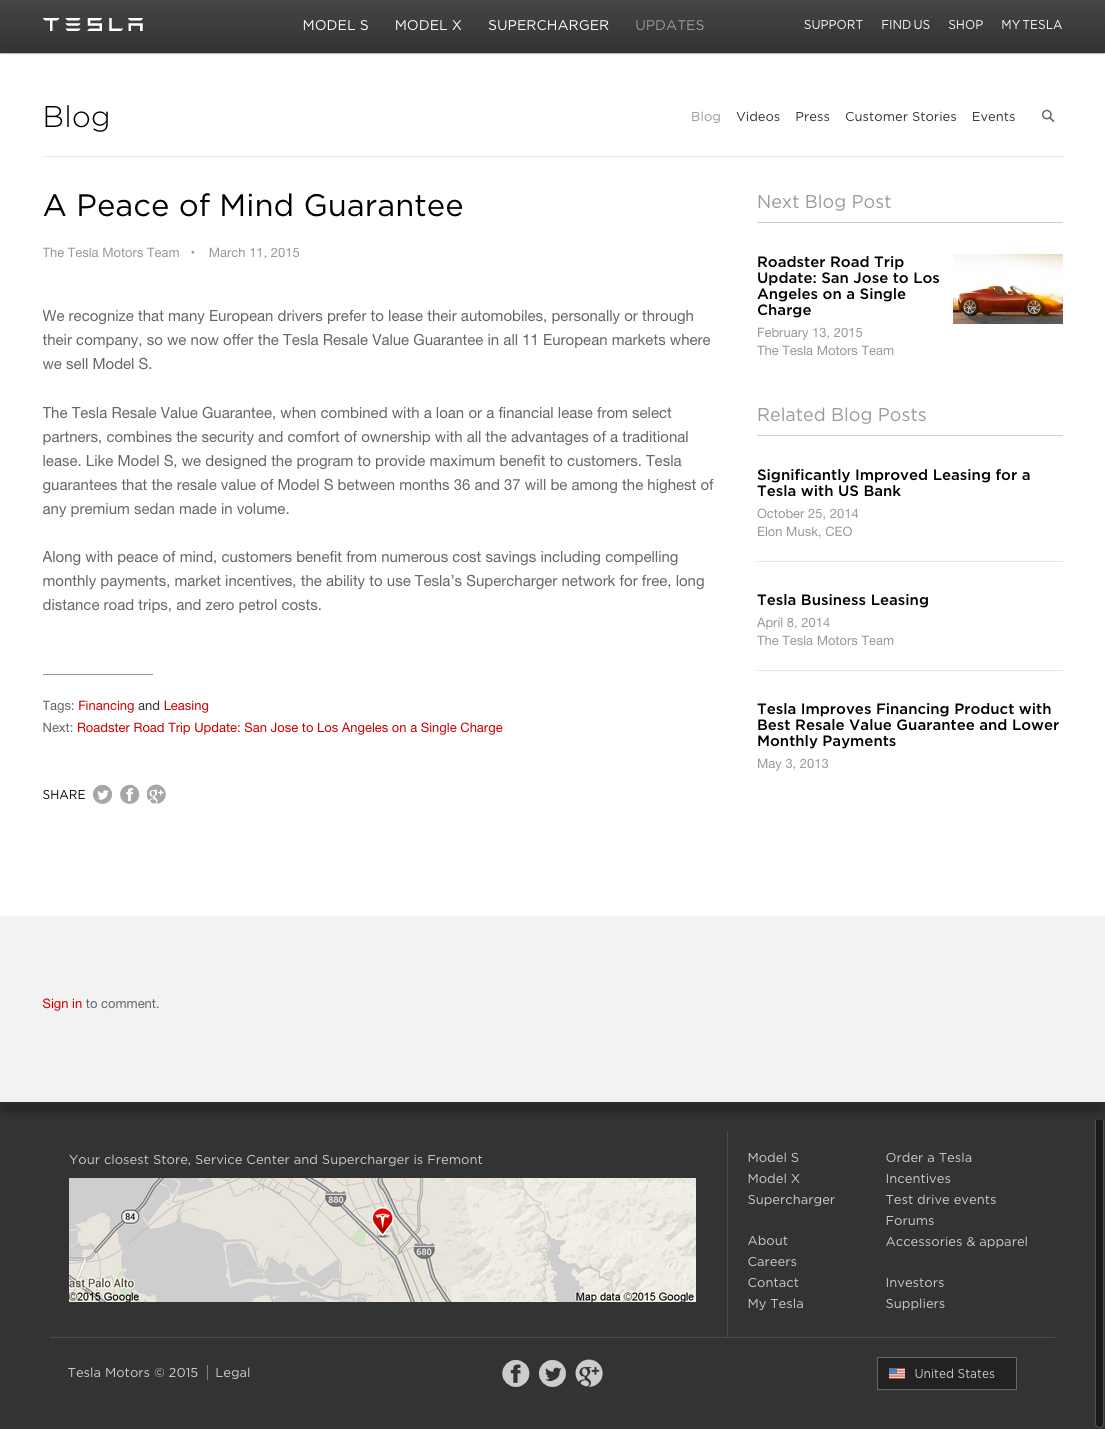 TESLA
MODEL S MODEL X SUPERCHARGER UPDATES
SUPPORT FIND US SHOP MY TESLA
Blog
Blog Videos Press Customer Stories Events
A Peace of Mind Guarantee
The Tesla Motors Team • March 11, 2015
We recognize that many European drivers prefer to lease their automobiles, personally or through
their company, so we now offer the Tesla Resale Value Guarantee in all 11 European markets where
we sell Model S.
The Tesla Resale Value Guarantee, when combined with a loan or a financial lease from select
partners, combines the security and comfort of ownership with all the advantages of a traditional
lease. Like Model S, we designed the program to provide maximum benefit to customers. Tesla
guarantees that the resale value of Model S between months 36 and 37 will be among the highest of
any premium sedan made in volume.
Along with peace of mind, customers benefit from numerous cost savings including compelling
monthly payments, market incentives, the ability to use Tesla’s Supercharger network for free, long
distance road trips, and zero petrol costs.
Tags: Financing and Leasing
Next: Roadster Road Trip Update: San Jose to Los Angeles on a Single Charge
SHARE
Next Blog Post
Roadster Road Trip
Update: San Jose to Los
Angeles on a Single
Charge
February 13, 2015
The Tesla Motors Team
Related Blog Posts
Significantly Improved Leasing for a
Tesla with US Bank
October 25, 2014
Elon Musk, CEO
Tesla Business Leasing
April 8, 2014
The Tesla Motors Team
Tesla Improves Financing Product with
Best Resale Value Guarantee and Lower
Monthly Payments
May 3, 2013
Sign in to comment.
Your closest Store, Service Center and Supercharger is Fremont
880
84
680
ast Palo Alto
©2015 Google
Map data ©2015 Google
Model S
Model X
Supercharger
About
Careers
Contact
My Tesla
Order a Tesla
Incentives
Test drive events
Forums
Accessories & apparel
Investors
Suppliers
Tesla Motors © 2015 | Legal
United States